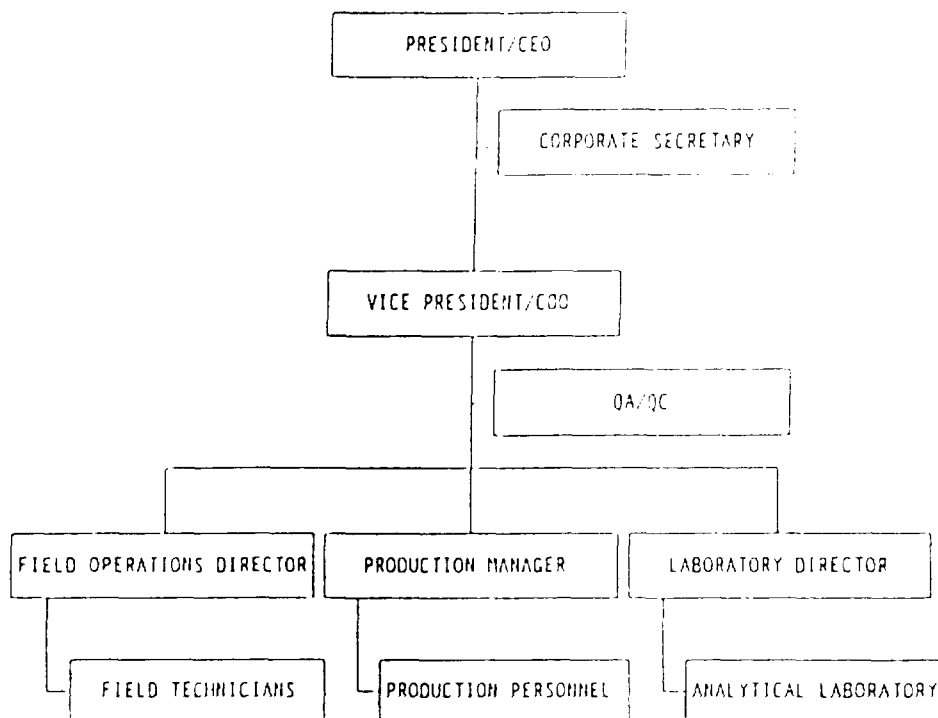 PRESIDENT/CEO
CORPORATE SECRETARY
VICE PRESIDENT/COO
QA/QC
FIELD OPERATIONS DIRECTOR
PRODUCTION MANAGER
LABORATORY DIRECTOR
FIELD TECHNICIANS
PRODUCTION PERSONNEL
ANALYTICAL LABORATORY